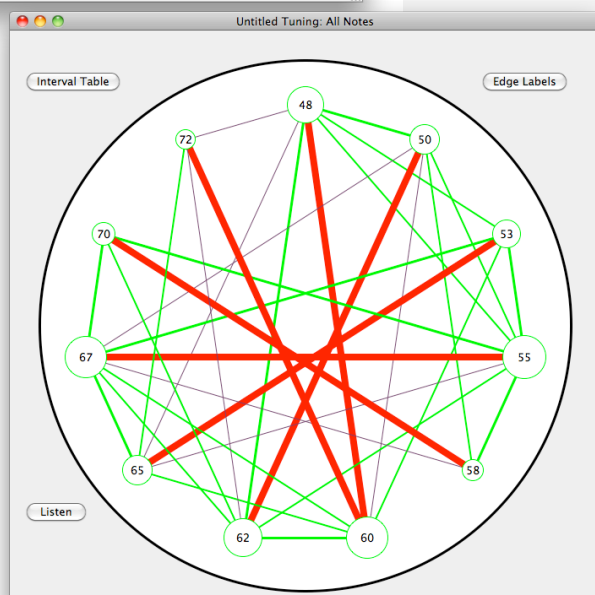 Untitled Tuning: All Notes
Interval Table
Edge Labels
48
72
50
70
53
67
55
65
58
Listen
62
60